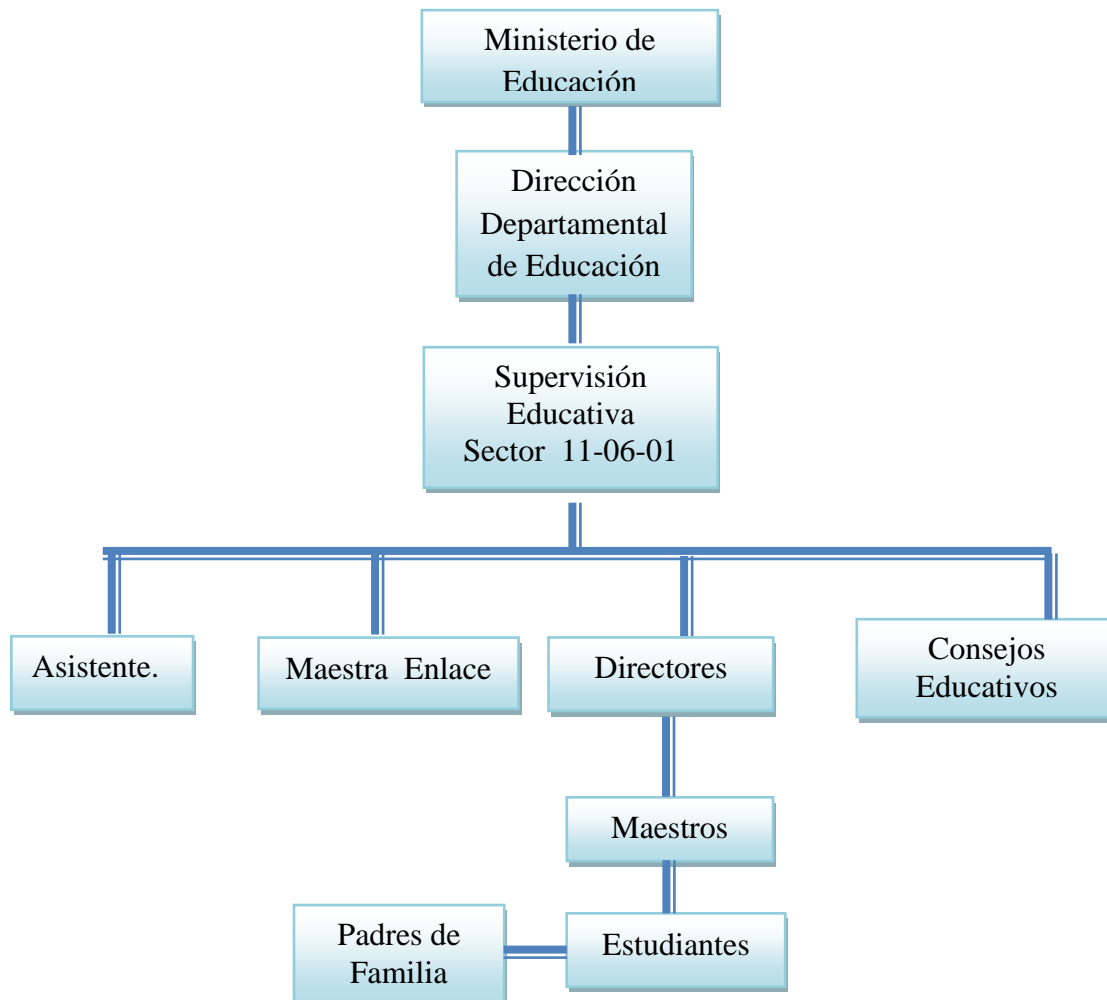 Ministerio de
Educación
Dirección
Departamental
de Educación
Supervisión
Educativa
Sector 11-06-01
Asistente.
Maestra Enlace
Directores
Consejos
Educativos
Maestros
Padres de
Familia
Estudiantes